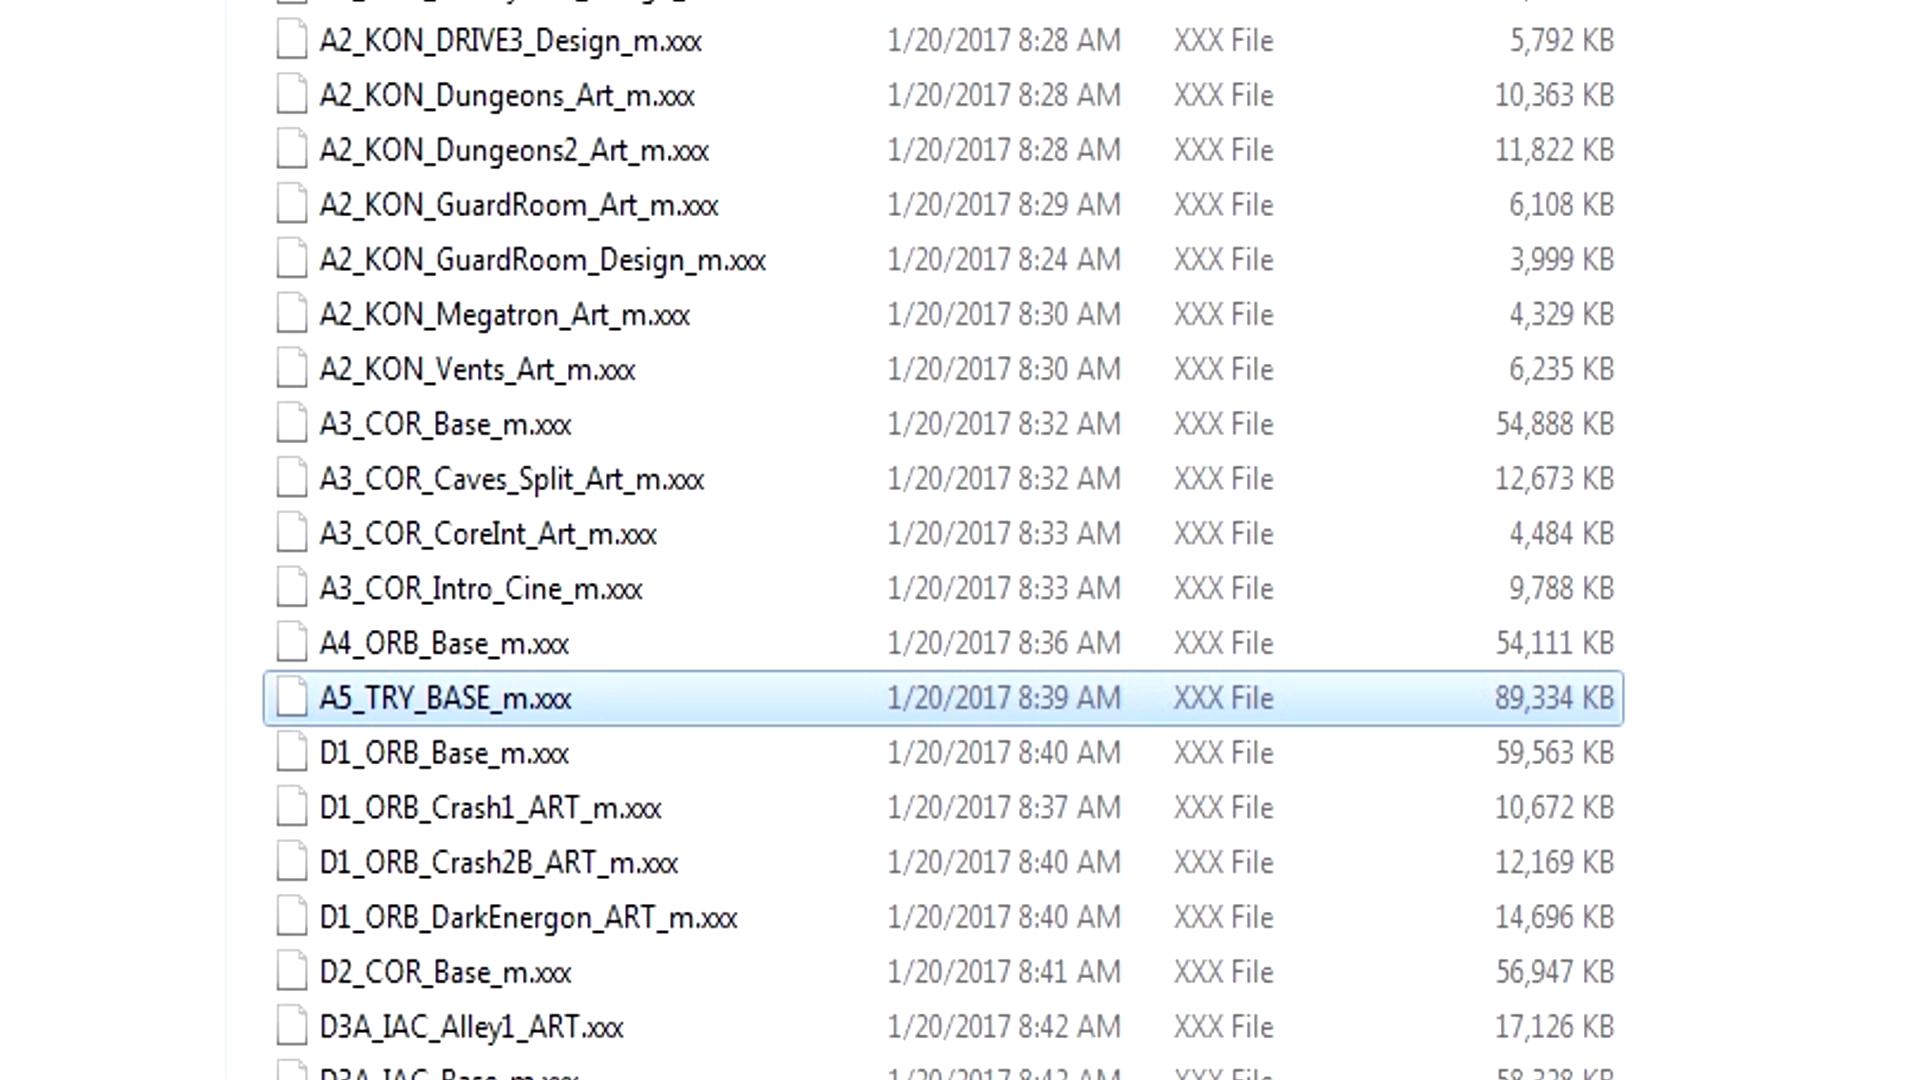 A2_KON_DRIVE3_Design_m.xxx 1/20/2017 8:28 AM XXX File 5,792 KB
A2_KON_Dungeons_Art_m.xxx 1/20/2017 8:28 AM XXX File 10,363 KB
A2_KON_Dungeons2_Art_m.xxx 1/20/2017 8:28 AM XXX File 11,822 KB
A2_KON_GuardRoom_Art_m.xxx 1/20/2017 8:29 AM XXX File 6,108 KB
A2_KON_GuardRoom_Design_m.xxx 1/20/2017 8:24 AM XXX File 3,999 KB
A2_KON_Megatron_Art_m.xxx 1/20/2017 8:30 AM XXX File 4,329 KB
A2_KON_Vents_Art_m.xxx 1/20/2017 8:30 AM XXX File 6,235 KB
A3_COR_Base_m.xxx 1/20/2017 8:32 AM XXX File 54,888 KB
A3_COR_Caves_Split_Art_m.xxx 1/20/2017 8:32 AM XXX File 12,673 KB
A3_COR_CoreInt_Art_m.xxx 1/20/2017 8:33 AM XXX File 4,484 KB
A3_COR_Intro_Cine_m.xxx 1/20/2017 8:33 AM XXX File 9,788 KB
A4_ORB_Base_m.xxx 1/20/2017 8:36 AM XXX File 54,111 KB
A5_TRY_BASE_m.xxx 1/20/2017 8:39 AM XXX File 89,334 KB
D1_ORB_Base_m.xxx 1/20/2017 8:40 AM XXX File 59,563 KB
D1_ORB_Crash1_ART_m.xxx 1/20/2017 8:37 AM XXX File 10,672 KB
D1_ORB_Crash2B_ART_m.xxx 1/20/2017 8:40 AM XXX File 12,169 KB
D1_ORB_DarkEnergon_ART_m.xxx 1/20/2017 8:40 AM XXX File 14,696 KB
D2_COR_Base_m.xxx 1/20/2017 8:41 AM XXX File 56,947 KB
D3A_IAC_Alley1_ART.xxx 1/20/2017 8:42 AM XXX File 17,126 KB
D3A_IAC_Base_m.xxx 1/20/2017 AM XXX File KB